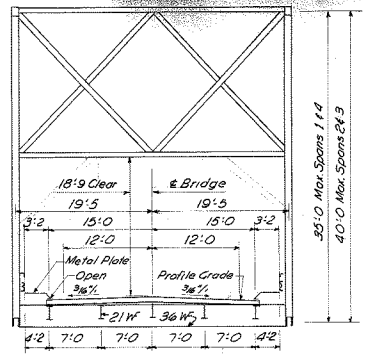 35'-0 Max. Spans 1 & 4
40'-0 Max. Spans 2 & 3
18'-9 Clear
℄ Bridge
19'-5 19'-5
3'-2 15'-0 15'-0 3'-2
12'-0 12'-0
Metal Plate
Open
Profile Grade
3/16"/1 3/16"/1
21 WF 36 WF
4'-2 7'-0 7'-0 7'-0 7'-0 4'-2